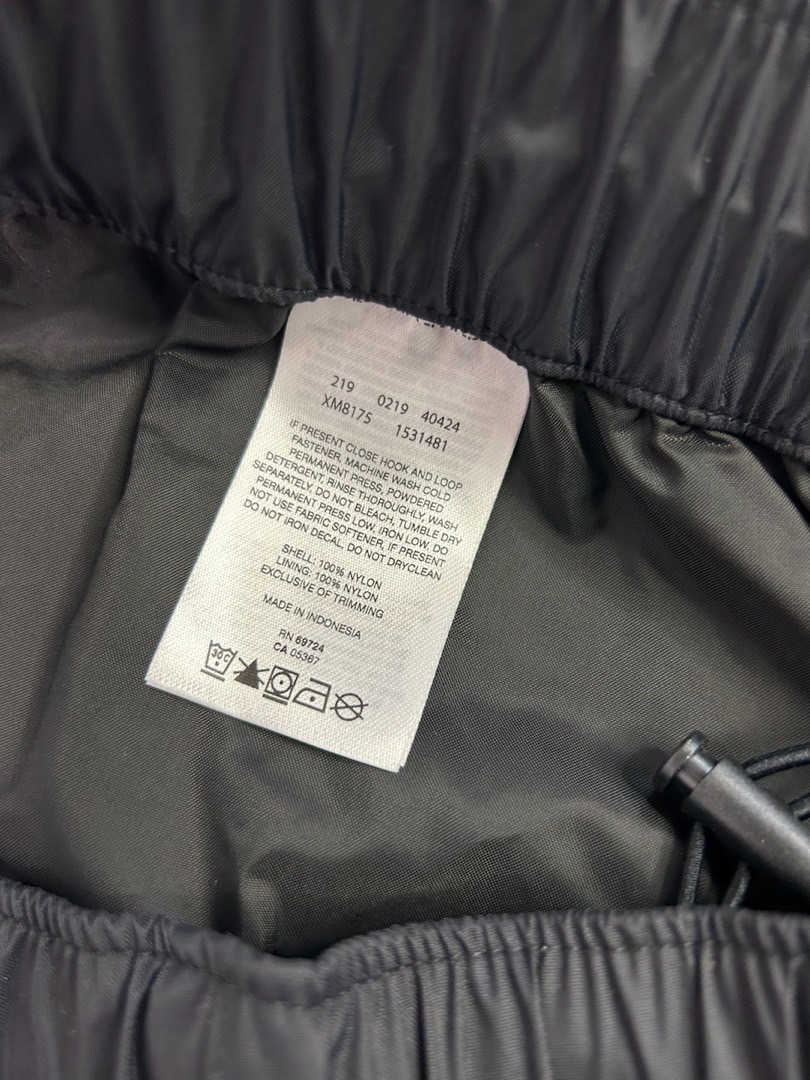 219 0219 40424
XM8175 1531481
IF PRESENT CLOSE HOOK AND LOOP
FASTENER, MACHINE WASH COLD
PERMANENT PRESS, POWDERED
DETERGENT, RINSE THOROUGHLY, WASH
SEPARATELY, DO NOT BLEACH, TUMBLE DRY
PERMANENT PRESS LOW, IRON LOW. DO
NOT USE FABRIC SOFTENER, IF PRESENT
DO NOT IRON DECAL, DO NOT DRYCLEAN
SHELL: 100% NYLON
LINING: 100% NYLON
EXCLUSIVE OF TRIMMING
MADE IN INDONESIA
RN 69724
CA 05367
30C